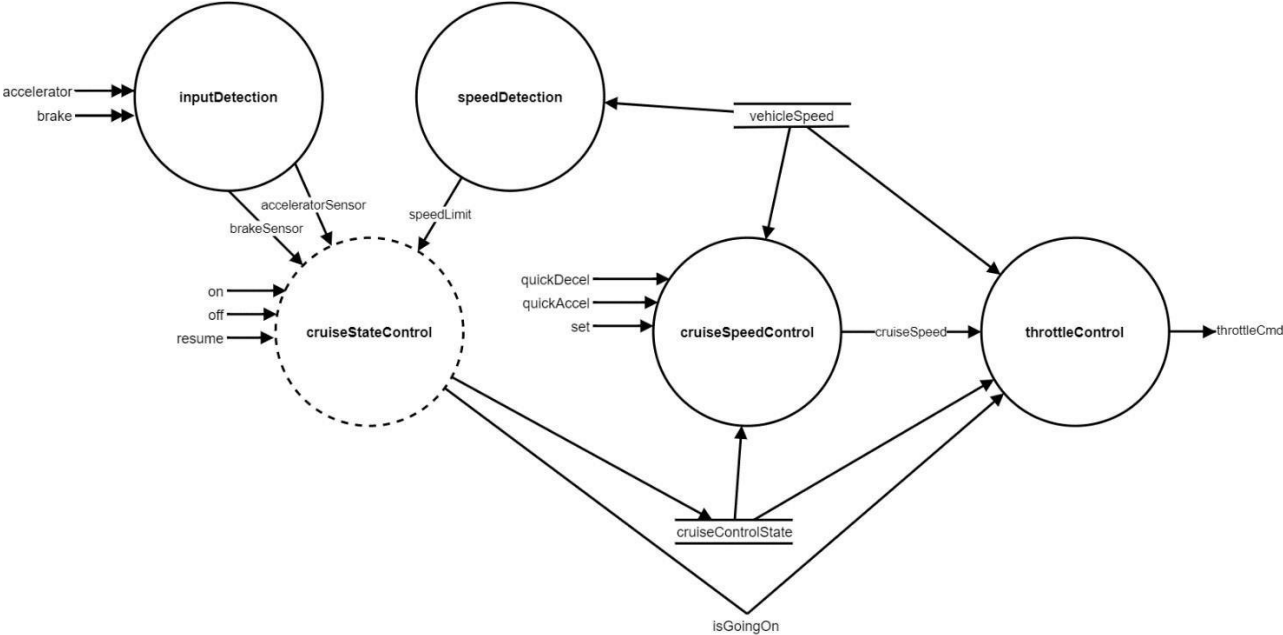 accelerator
brake
inputDetection
speedDetection
vehicleSpeed
acceleratorSensor
brakeSensor
speedLimit
on
off
resume
cruiseStateControl
quickDecel
quickAccel
set
cruiseSpeedControl
cruiseSpeed
throttleControl
throttleCmd
cruiseControlState
isGoingOn